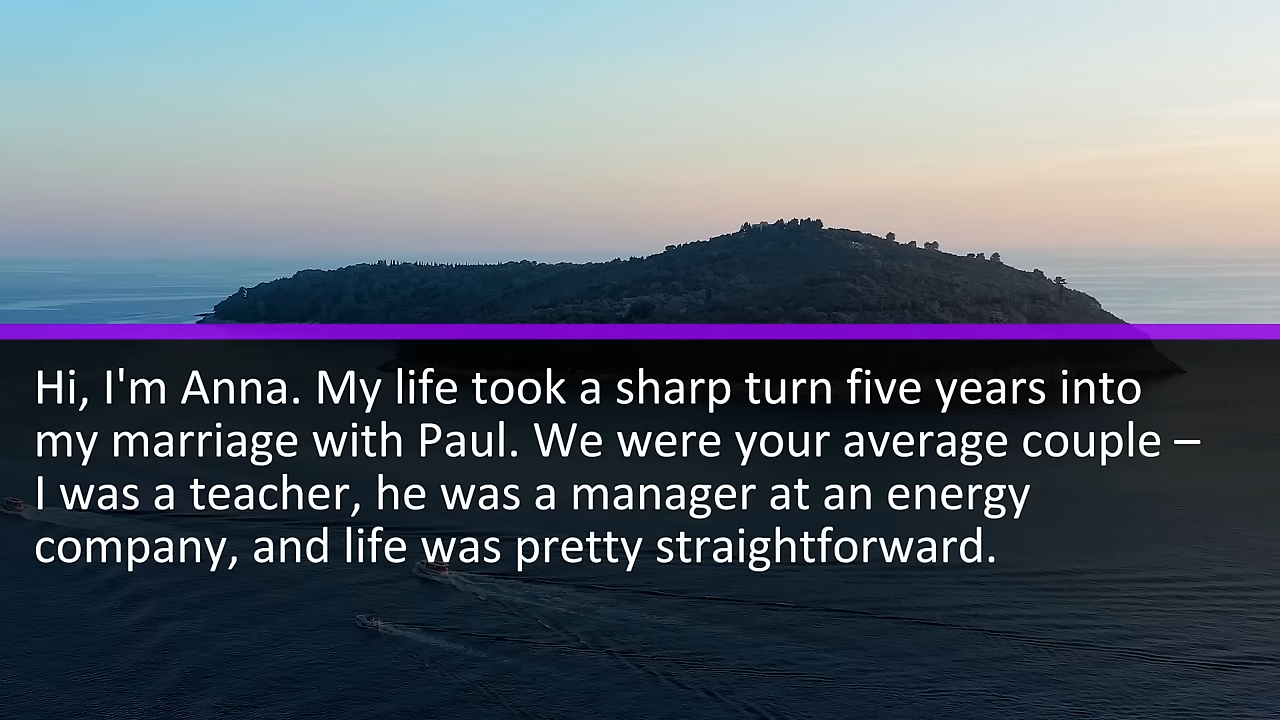 Hi, I'm Anna. My life took a sharp turn five years into
my marriage with Paul. We were your average couple –
I was a teacher, he was a manager at an energy
company, and life was pretty straightforward.